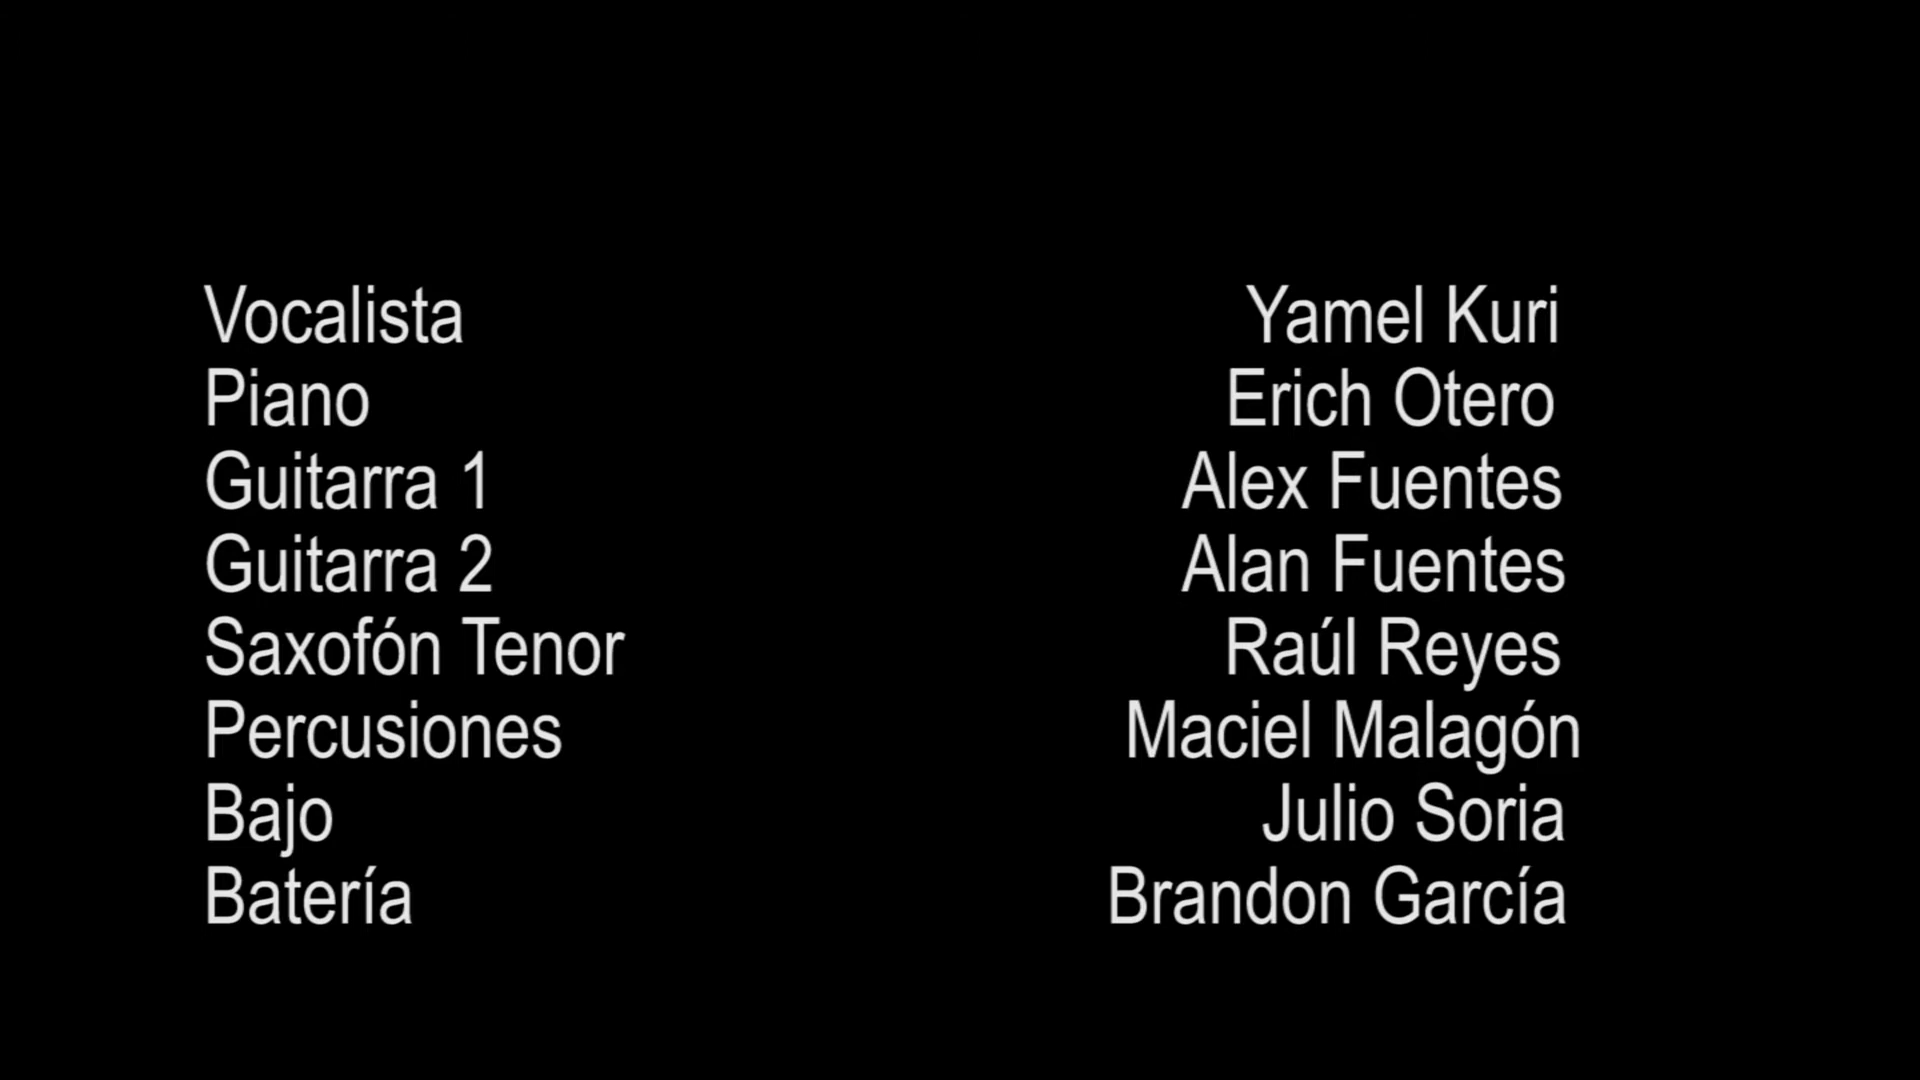 Vocalista Yamel Kuri
Piano Erich Otero
Guitarra 1 Alex Fuentes
Guitarra 2 Alan Fuentes
Saxofón Tenor Raúl Reyes
Percusiones Maciel Malagón
Bajo Julio Soria
Batería Brandon García